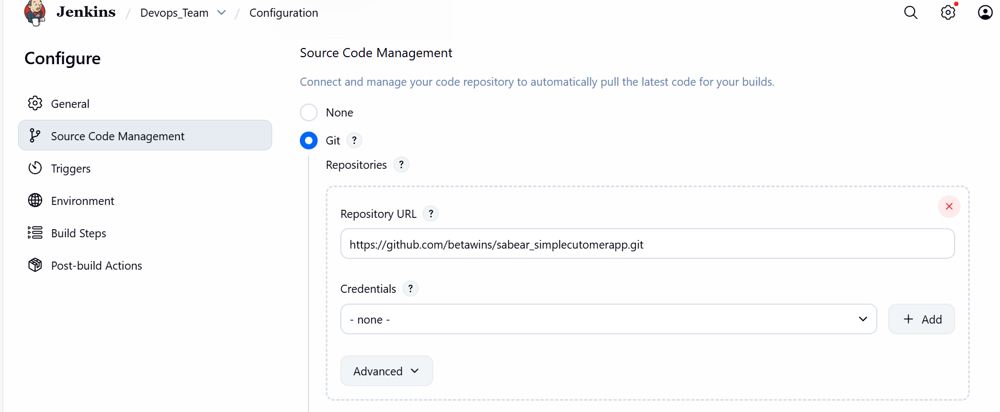 Jenkins / Devops_Team / Configuration
Configure
General
Source Code Management
Triggers
Environment
Build Steps
Post-build Actions
Source Code Management
Connect and manage your code repository to automatically pull the latest code for your builds.
None
Git ?
Repositories ?
Repository URL ?
https://github.com/betawins/sabear_simplecutomerapp.git
Credentials ?
- none -
+ Add
Advanced